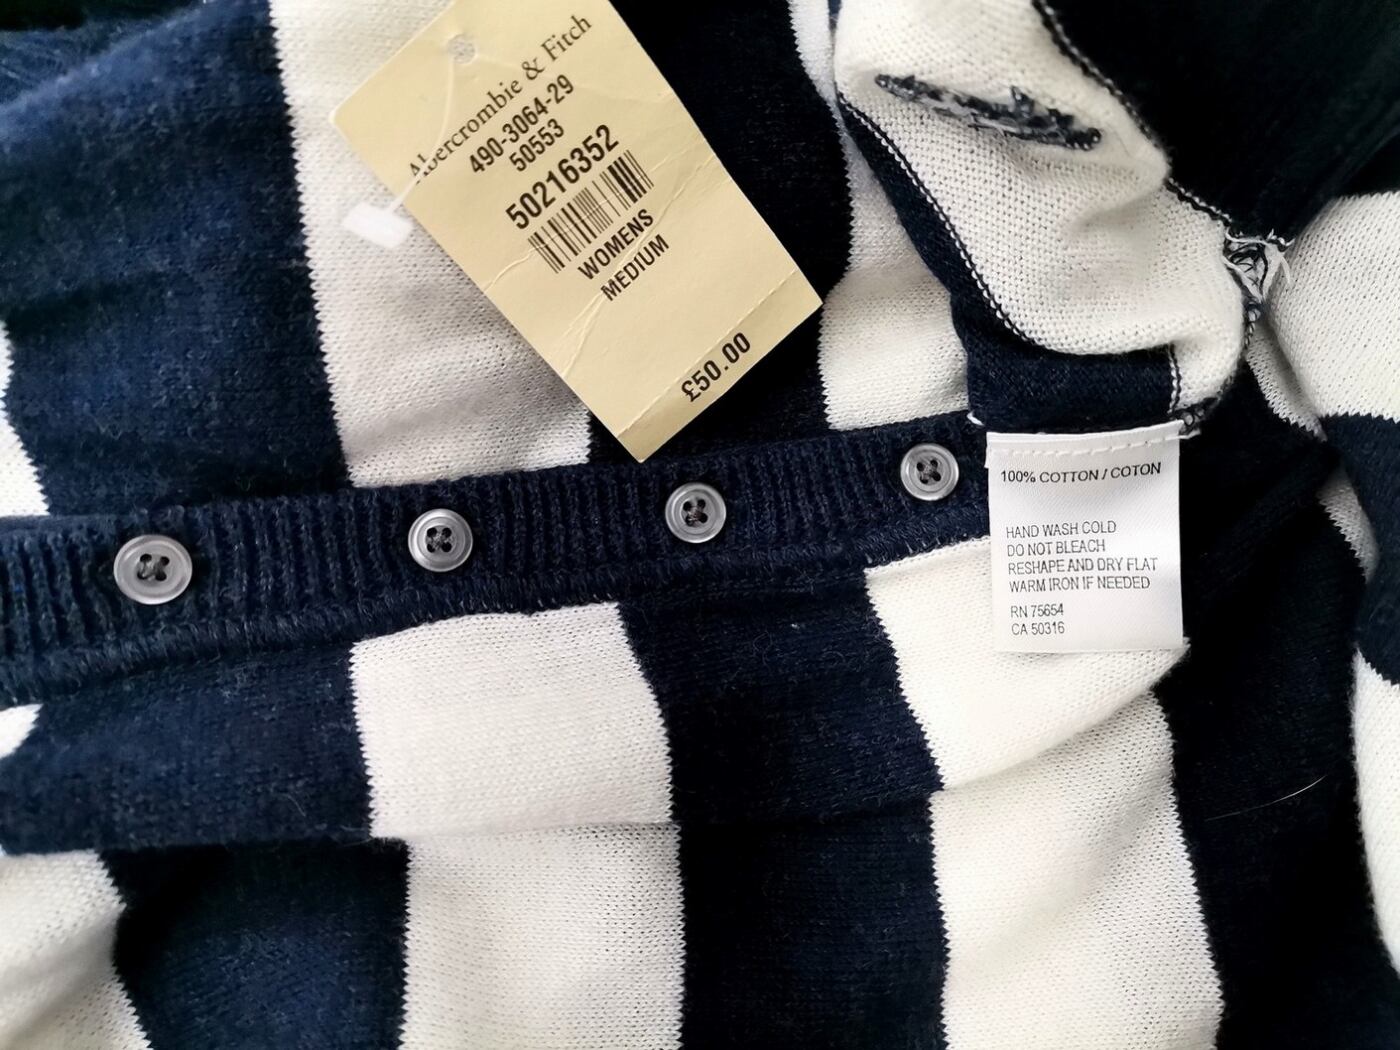 Abercrombie & Fitch
490-3064-29
50553
50216352
WOMENS
MEDIUM
£50.00
100% COTTON / COTON
HAND WASH COLD
DO NOT BLEACH
RESHAPE AND DRY FLAT
WARM IRON IF NEEDED
RN 75654
CA 50316